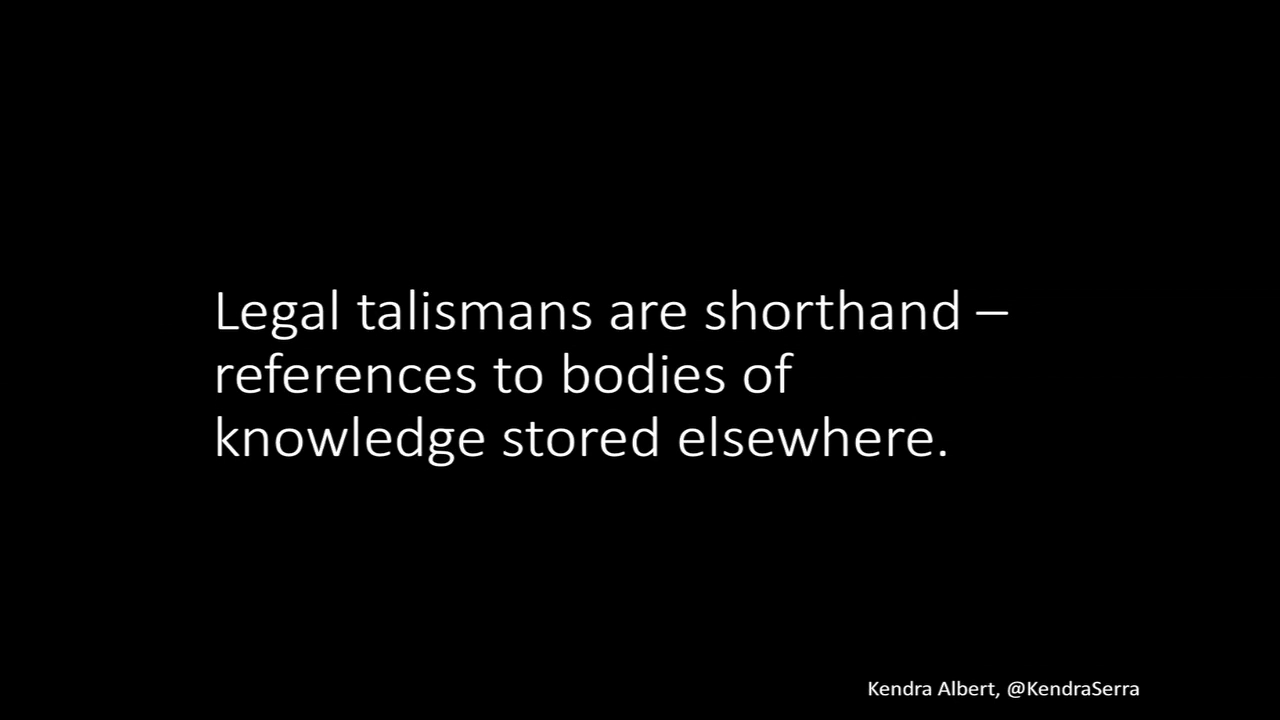 Legal talismans are shorthand –
references to bodies of
knowledge stored elsewhere.
Kendra Albert, @KendraSerra